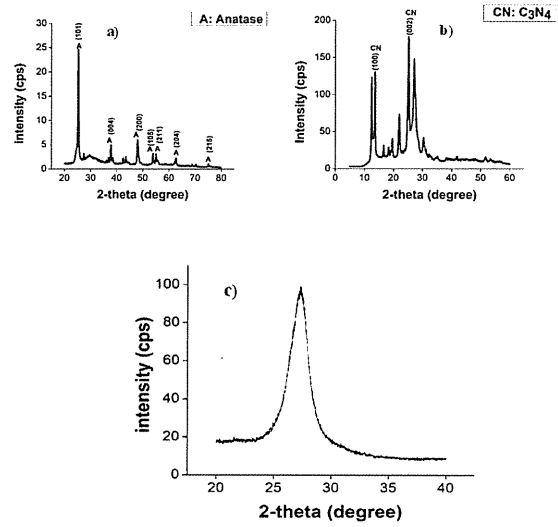 A: Anatase
CN: C3N4
a)
A (101)
A (004)
A (200)
A (105)
A (211)
A (204)
A (215)
30
25
20
15
10
5
0
Intensity (cps)
20 30 40 50 60 70 80
2-theta (degree)
b)
(100) CN
(002) CN
200
150
100
50
0
Intensity (cps)
0 10 20 30 40 50 60
2-theta (degree)
c)
100
80
60
40
20
0
intensity (cps)
20 25 30 35 40
2-theta (degree)